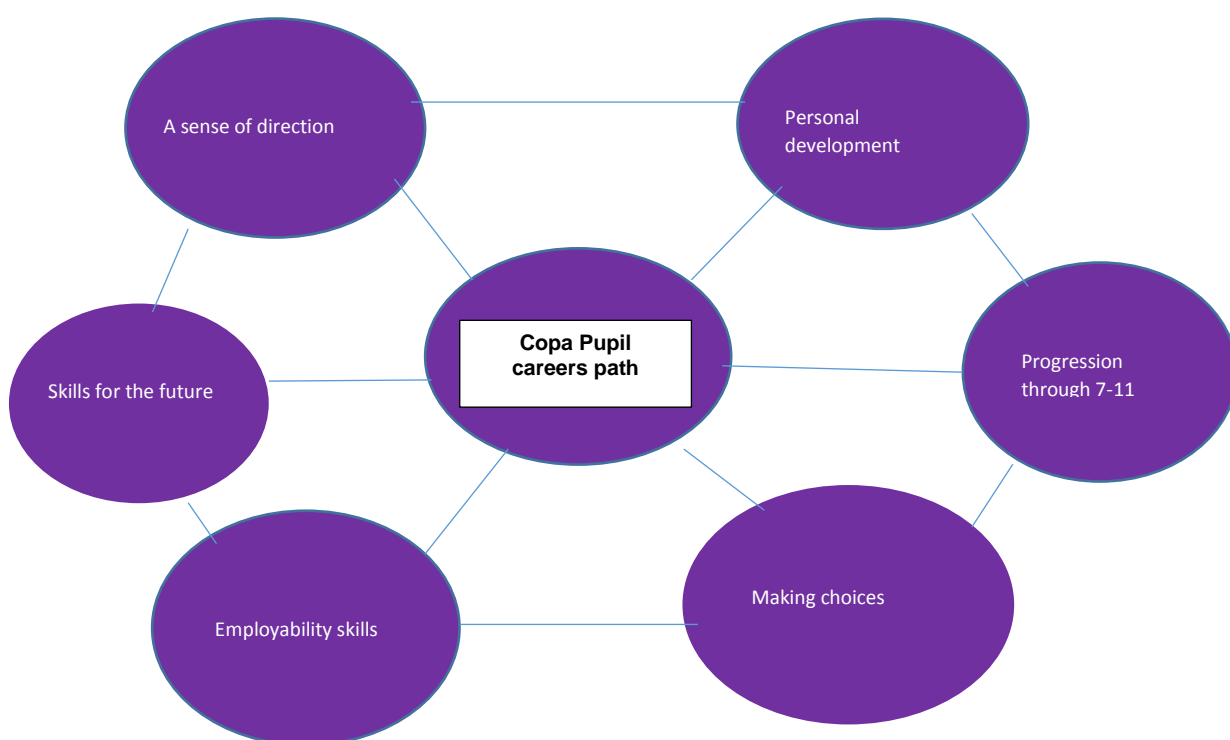 A sense of direction
Personal
development
Copa Pupil
careers path
Progression
through 7-11
Skills for the future
Making choices
Employability skills